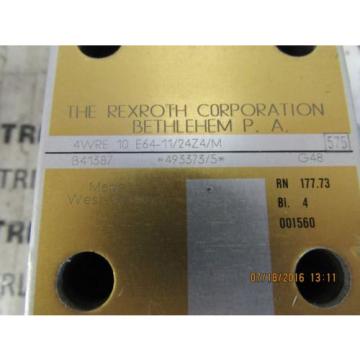 THE REXROTH CORPORATION
BETHLEHEM P. A.
4WRE 10 E64-11/24Z4/M 575
B41387 *493373/5* G48
RN 177.73
Bl. 4
001560
07/18/2016 13:11